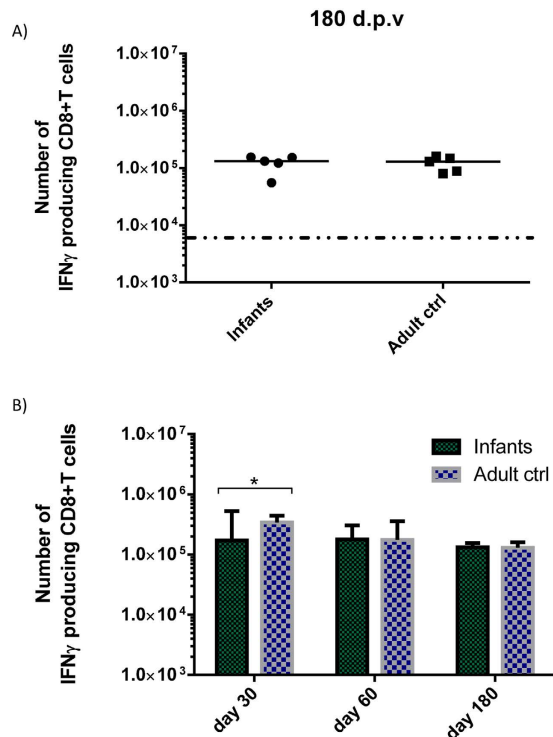 180 d.p.v
A)
Number of
IFNγ producing CD8+T cells
1.0×10⁷
1.0×10⁶
1.0×10⁵
1.0×10⁴
1.0×10³
Infants
Adult ctrl
B)
Number of
IFNγ producing CD8+T cells
1.0×10⁷
1.0×10⁶
1.0×10⁵
1.0×10⁴
1.0×10³
*
Infants
Adult ctrl
day 30
day 60
day 180